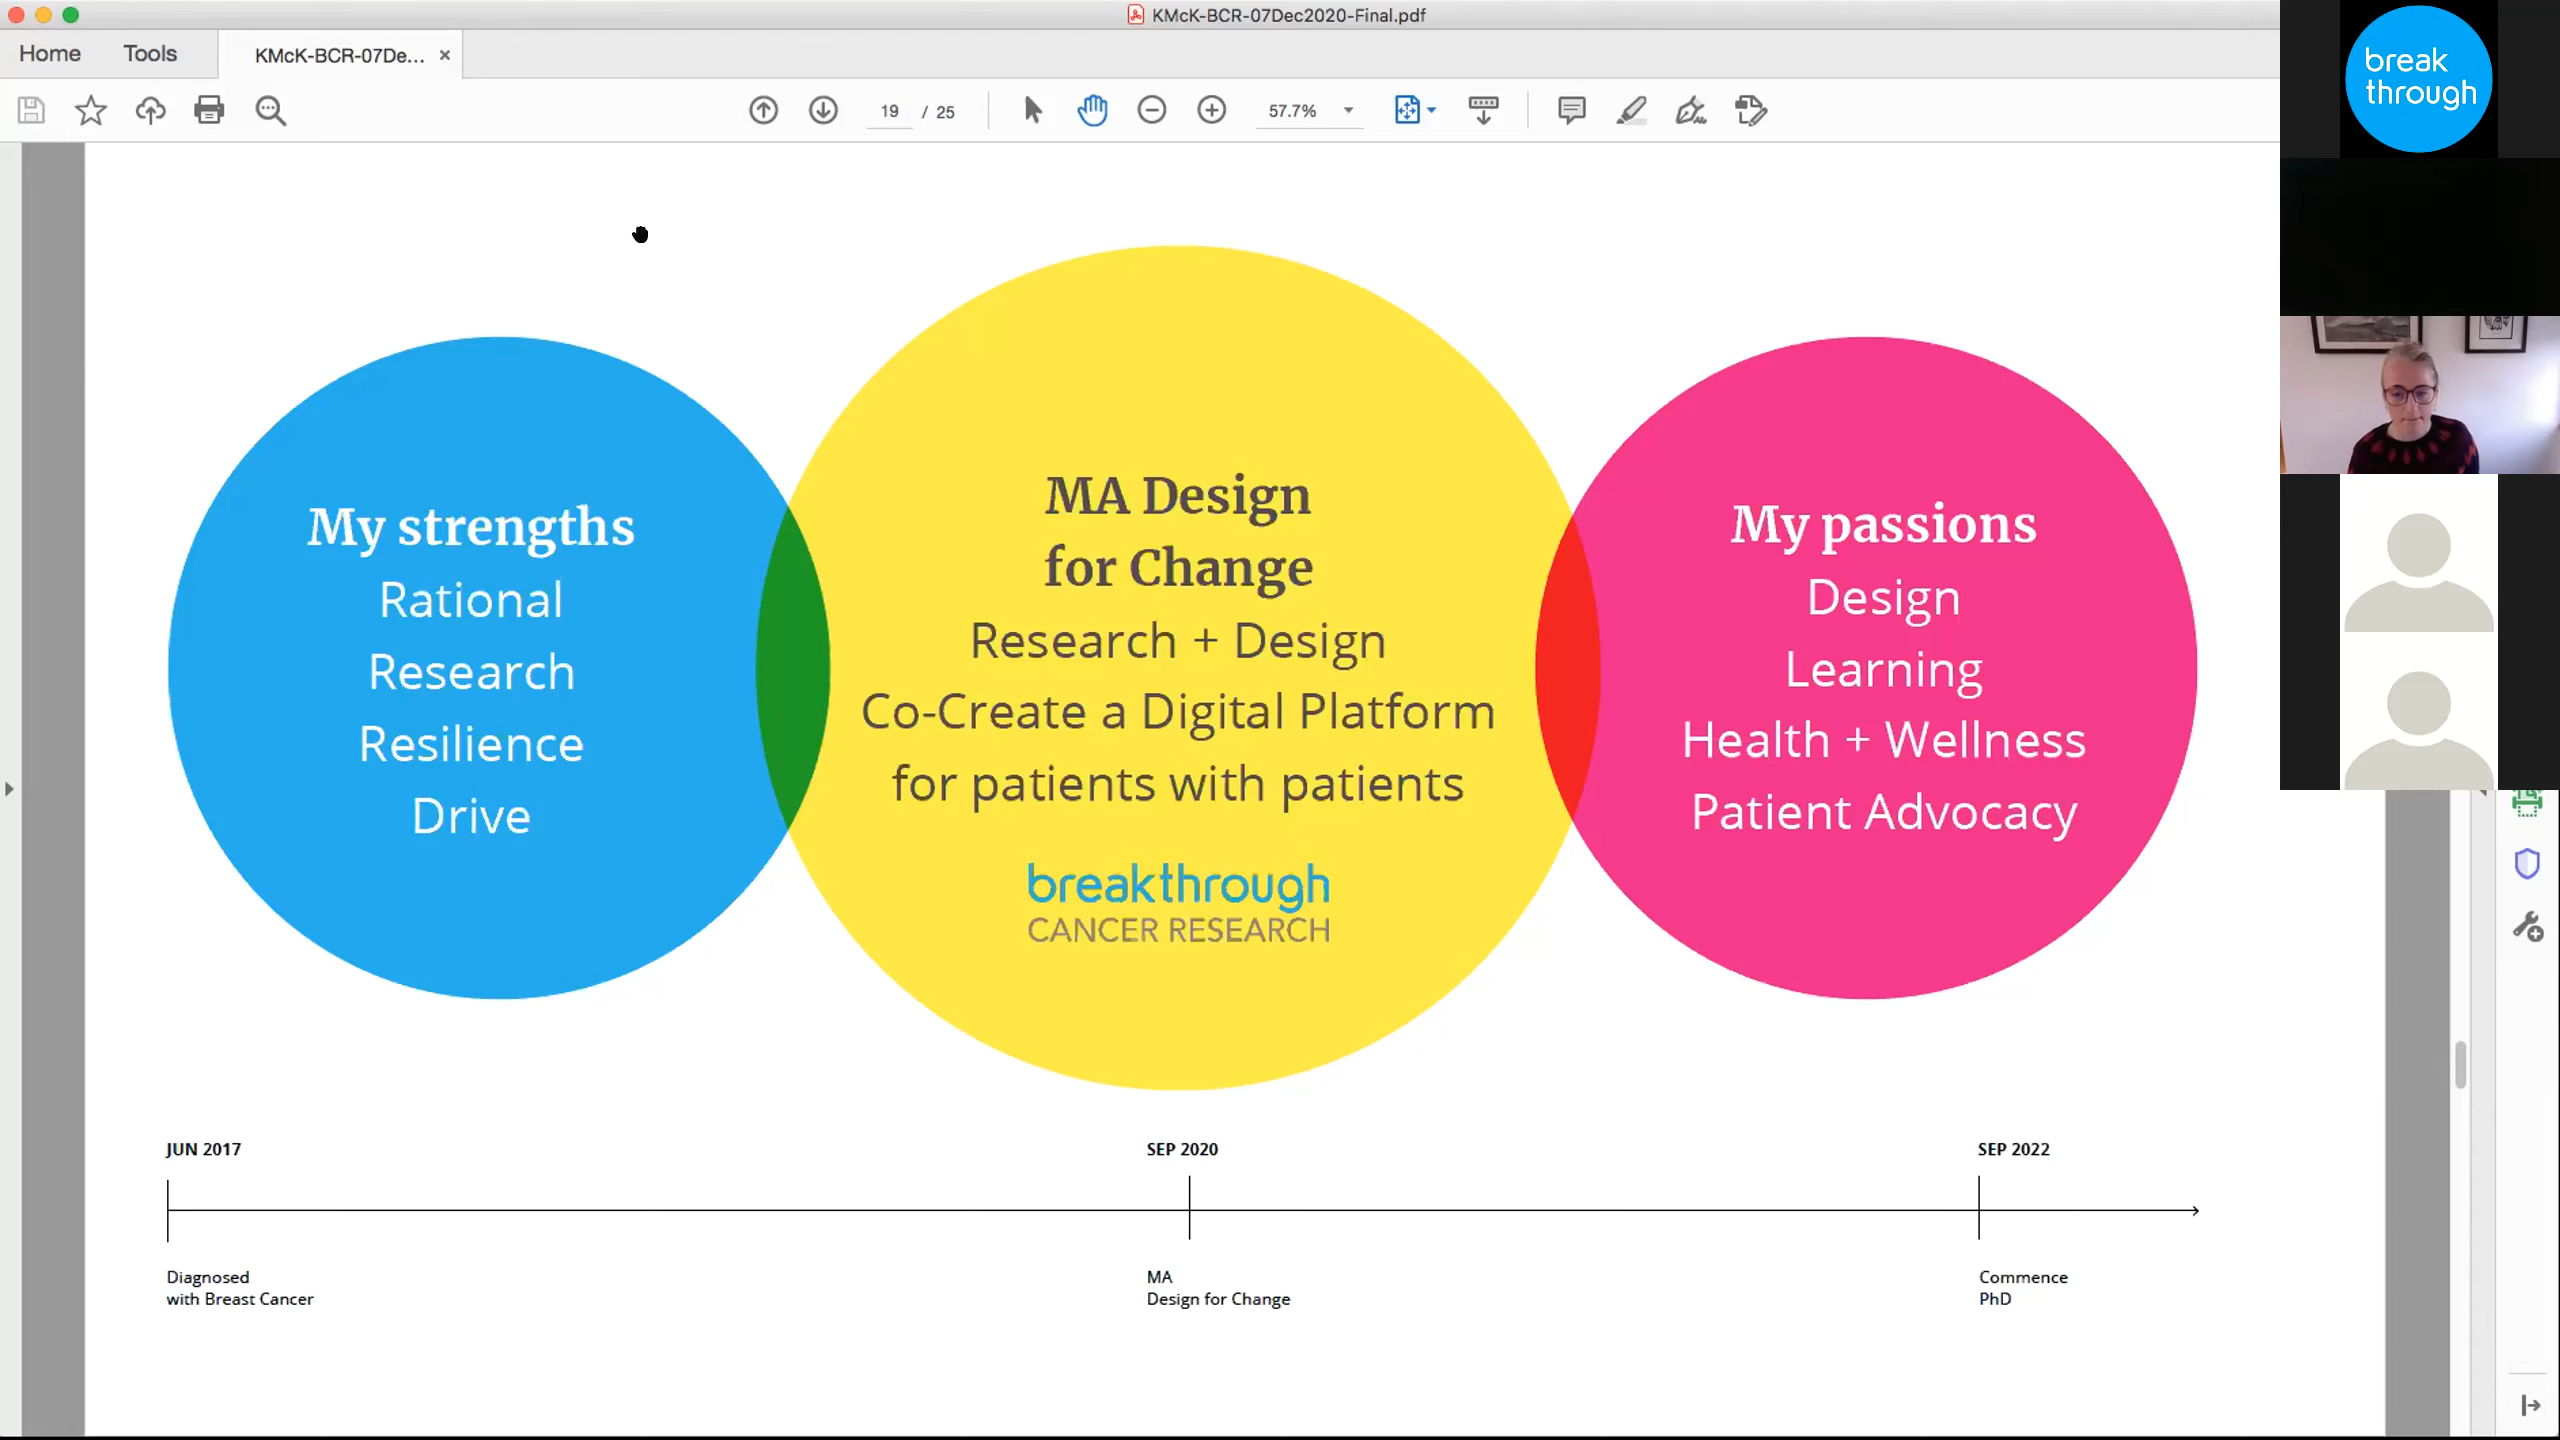 KMcK-BCR-07Dec2020-Final.pdf
Home
Tools
KMcK-BCR-07De...
19 / 25
57.7%
break
through
My strengths
Rational
Research
Resilience
Drive
MA Design
for Change
Research + Design
Co-Create a Digital Platform
for patients with patients
breakthrough
CANCER RESEARCH
My passions
Design
Learning
Health + Wellness
Patient Advocacy
JUN 2017
SEP 2020
SEP 2022
Diagnosed
with Breast Cancer
MA
Design for Change
Commence
PhD